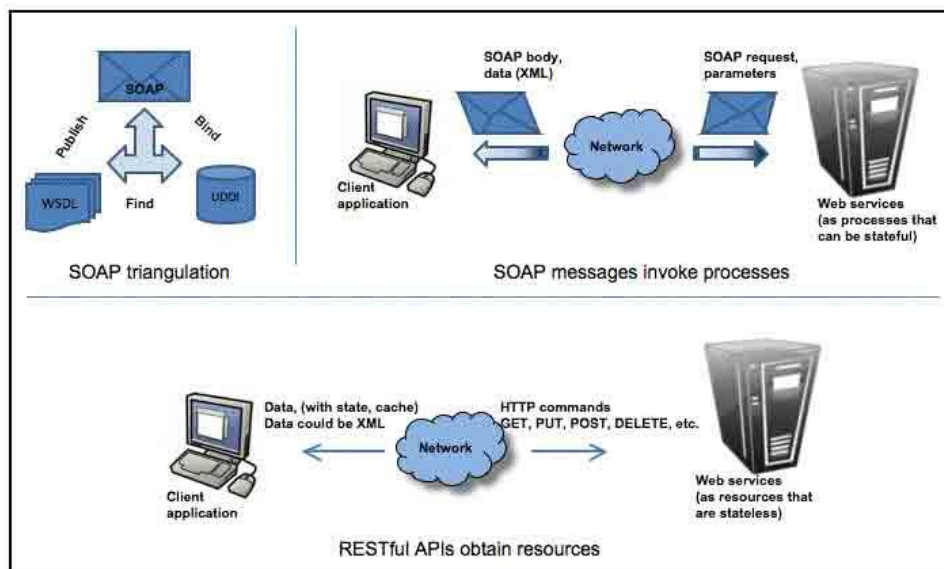 SOAP
Publish
Bind
WSDL
Find
UDDI
SOAP triangulation
SOAP body,
data (XML)
SOAP request,
parameters
Network
Client
application
Web services
(as processes that
can be stateful)
SOAP messages invoke processes
Data, (with state, cache)
Data could be XML
HTTP commands
GET, PUT, POST, DELETE, etc.
Network
Client
application
Web services
(as resources that
are stateless)
RESTful APIs obtain resources